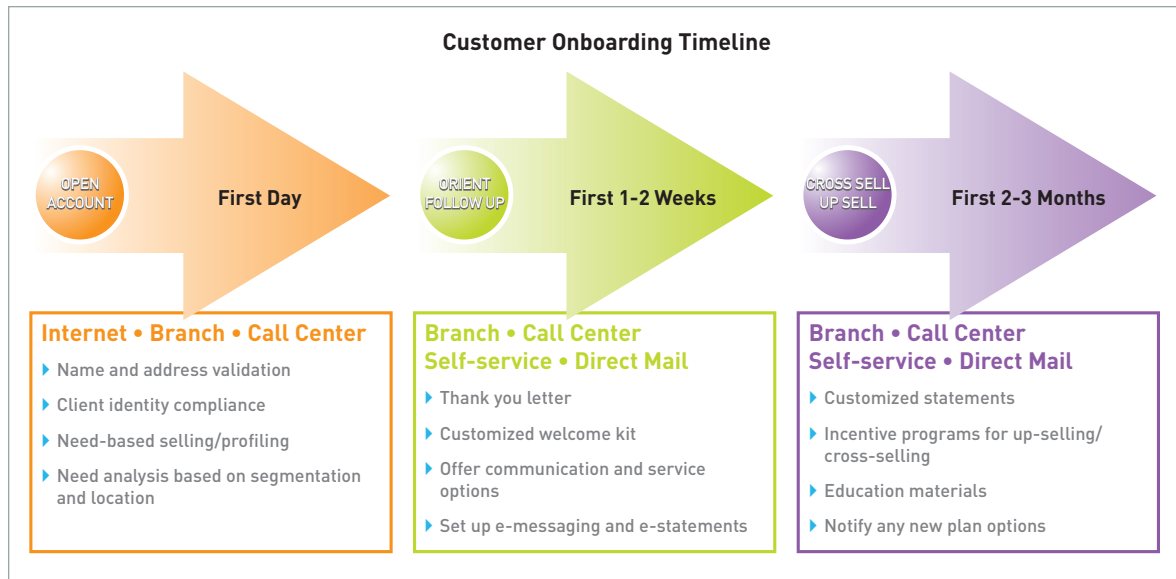 Customer Onboarding Timeline
OPEN
ACCOUNT
First Day
ORIENT
FOLLOW UP
First 1-2 Weeks
CROSS SELL
UP SELL
First 2-3 Months
Internet • Branch • Call Center
Name and address validation
Client identity compliance
Need-based selling/profiling
Need analysis based on segmentation
and location
Branch • Call Center
Self-service • Direct Mail
Thank you letter
Customized welcome kit
Offer communication and service
options
Set up e-messaging and e-statements
Branch • Call Center
Self-service • Direct Mail
Customized statements
Incentive programs for up-selling/
cross-selling
Education materials
Notify any new plan options